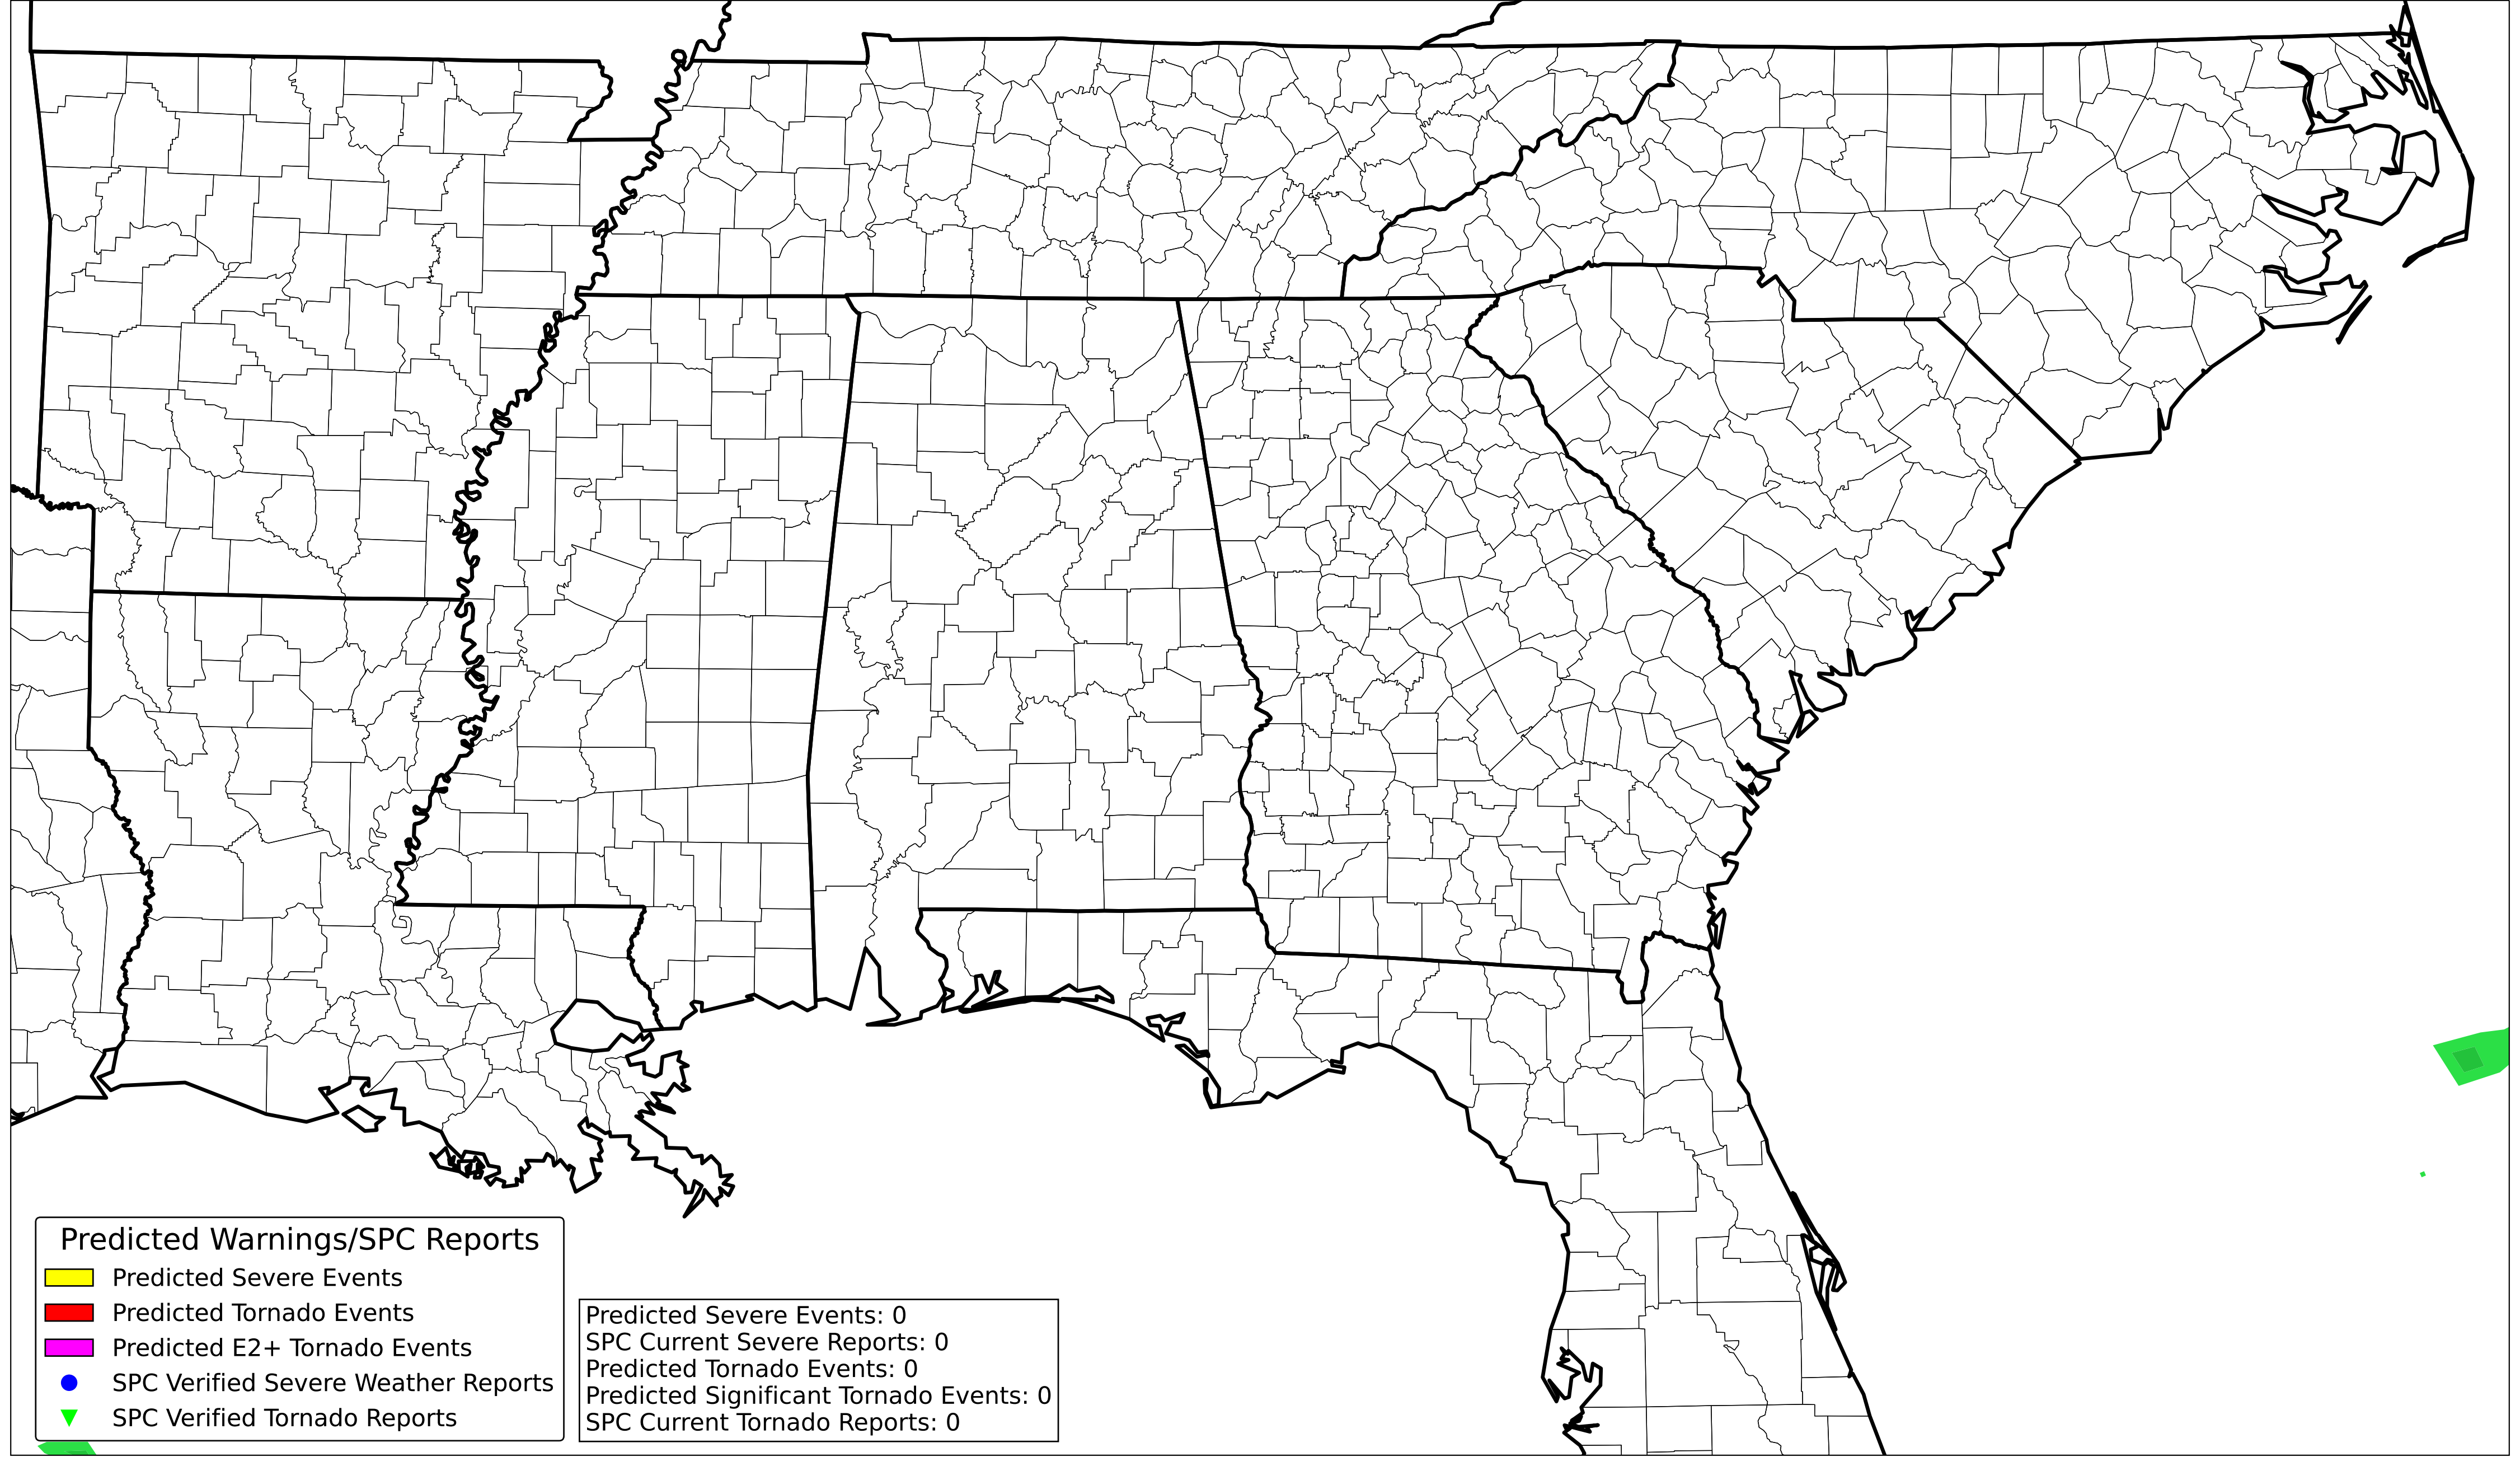 Predicted Warnings/SPC Reports
Predicted Severe Events
Predicted Tornado Events
Predicted E2+ Tornado Events
SPC Verified Severe Weather Reports
SPC Verified Tornado Reports
Predicted Severe Events: 0
SPC Current Severe Reports: 0
Predicted Tornado Events: 0
Predicted Significant Tornado Events: 0
SPC Current Tornado Reports: 0